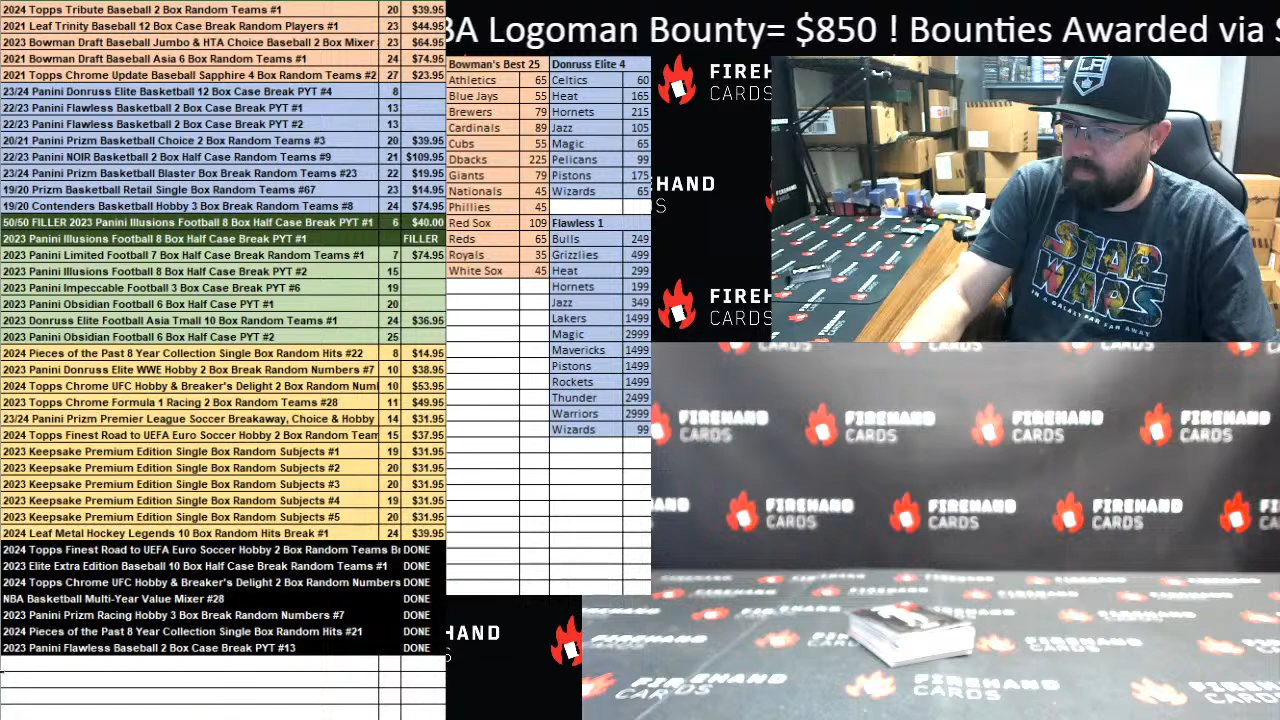 BA Logoman Bounty= $850 ! Bounties Awarded via
2024 Topps Tribute Baseball 2 Box Random Teams #1 20 $39.95
2021 Leaf Trinity Baseball 12 Box Case Break Random Players #1 23 $44.95
2023 Bowman Draft Baseball Jumbo & HTA Choice Baseball 2 Box Mixer 23 $64.95
2021 Bowman Draft Baseball Asia 6 Box Random Teams #1 24 $74.95
2021 Topps Chrome Update Baseball Sapphire 4 Box Random Teams #2 27 $23.95
23/24 Panini Donruss Elite Basketball 12 Box Case Break PYT #4 8
22/23 Panini Flawless Basketball 2 Box Case Break PYT #1 13
22/23 Panini Flawless Basketball 2 Box Case Break PYT #2 13
20/21 Panini Prizm Basketball Choice 2 Box Random Teams #3 20 $39.95
22/23 Panini NOIR Basketball 2 Box Half Case Random Teams #9 21 $109.95
23/24 Panini Prizm Basketball Blaster Box Break Random Teams #23 22 $19.95
19/20 Prizm Basketball Retail Single Box Random Teams #67 23 $14.95
19/20 Contenders Basketball Hobby Box Random Teams #8 24 $74.95
50/50 FILLER 2023 Panini Illusions Football 8 Box Half Case Break PYT #1 6 $40.00
2023 Panini Illusions Football 8 Box Half Case Break PYT #1 FILLER
2023 Panini Limited Football 7 Box Half Case Break Random Teams #1 7 $74.95
2023 Panini Illusions Football 8 Box Half Case Break PYT #2 15
2023 Panini Impeccable Football 3 Box Break PYT #6 19
2023 Panini Obsidian Football 6 Box Half Case PYT #1 20
2023 Donruss Elite Football Asia Tmall 10 Box Random Teams #1 24 $36.95
2023 Panini Obsidian Football 6 Box Half Case PYT #2 25
2024 Pieces of the Past 8 Year Collection Single Box Random Hits #22 8 $14.95
2023 Panini Donruss Elite WWE Hobby 2 Box Random Numbers #7 10 $38.95
2024 Topps Chrome UFC Hobby & Breaker's Delight 2 Box Random Num 10 $53.95
2023 Topps Chrome Formula 1 Racing 2 Box Random Teams #28 11 $49.95
23/24 Panini Prizm Premier League Soccer Breakaway, Choice & Hobby 14 $31.95
2024 Topps Finest Road to UEFA Euro Soccer Hobby 2 Box Random Team 15 $37.95
2023 Keepsake Premium Edition Single Box Random Subjects #1 19 $31.95
2023 Keepsake Premium Edition Single Box Random Subjects #2 20 $31.95
2023 Keepsake Premium Edition Single Box Random Subjects #3 20 $31.95
2023 Keepsake Premium Edition Single Box Random Subjects #4 19 $31.95
2023 Keepsake Premium Edition Single Box Random Subjects #5 20 $31.95
2024 Leaf Metal Hockey Legends 10 Box Random Hits Break #1 24 $39.95
2024 Topps Finest Road to UEFA Euro Soccer Hobby 2 Box Random Teams B DONE
2023 Elite Extra Edition Baseball 10 Box Half Case Break Random Teams #1 DONE
2024 Topps Chrome UFC Hobby & Breaker's Delight 2 Box Random Numbers DONE
NBA Basketball Multi-Year Value Mixer #28 DONE
2023 Panini Prizm Racing Hobby 3 Box Break Random Numbers #7 DONE
2024 Pieces of the Past 8 Year Collection Single Box Random Hits #21 DONE
2023 Panini Flawless Baseball 2 Box Case Break PYT #13 DONE
Bowman's Best 25
Athletics 65
Blue Jays 55
Brewers 79
Cardinals 89
Cubs 55
Dbacks 225
Giants 79
Nationals 45
Phillies 45
Red Sox 109
Reds 65
Royals 35
White Sox 45
Donruss Elite 4
Celtics 60
Heat 165
Hornets 215
Jazz 105
Magic 65
Pelicans 99
Pistons 175
Wizards 65
Flawless 1
Bulls 249
Grizzlies 499
Heat 299
Hornets 199
Jazz 349
Lakers 1499
Magic 2999
Mavericks 1499
Pistons 1499
Rockets 1499
Thunder 2499
Warriors 2999
Wizards 99
FIREH
CARDS
HAND
S
FIREH
CARDS
HAND
LA
STAR
WARS
IN A GALAXY FAR FAR AWAY
FIREHAND
CARDS
FIREHAND
CARDS
FIREHAND
CARDS
FIREHAND
CARDS
FIREHAND
CARDS
FIREHAND
CARDS
FIREHAND
CARDS
FIREHAND
CARDS